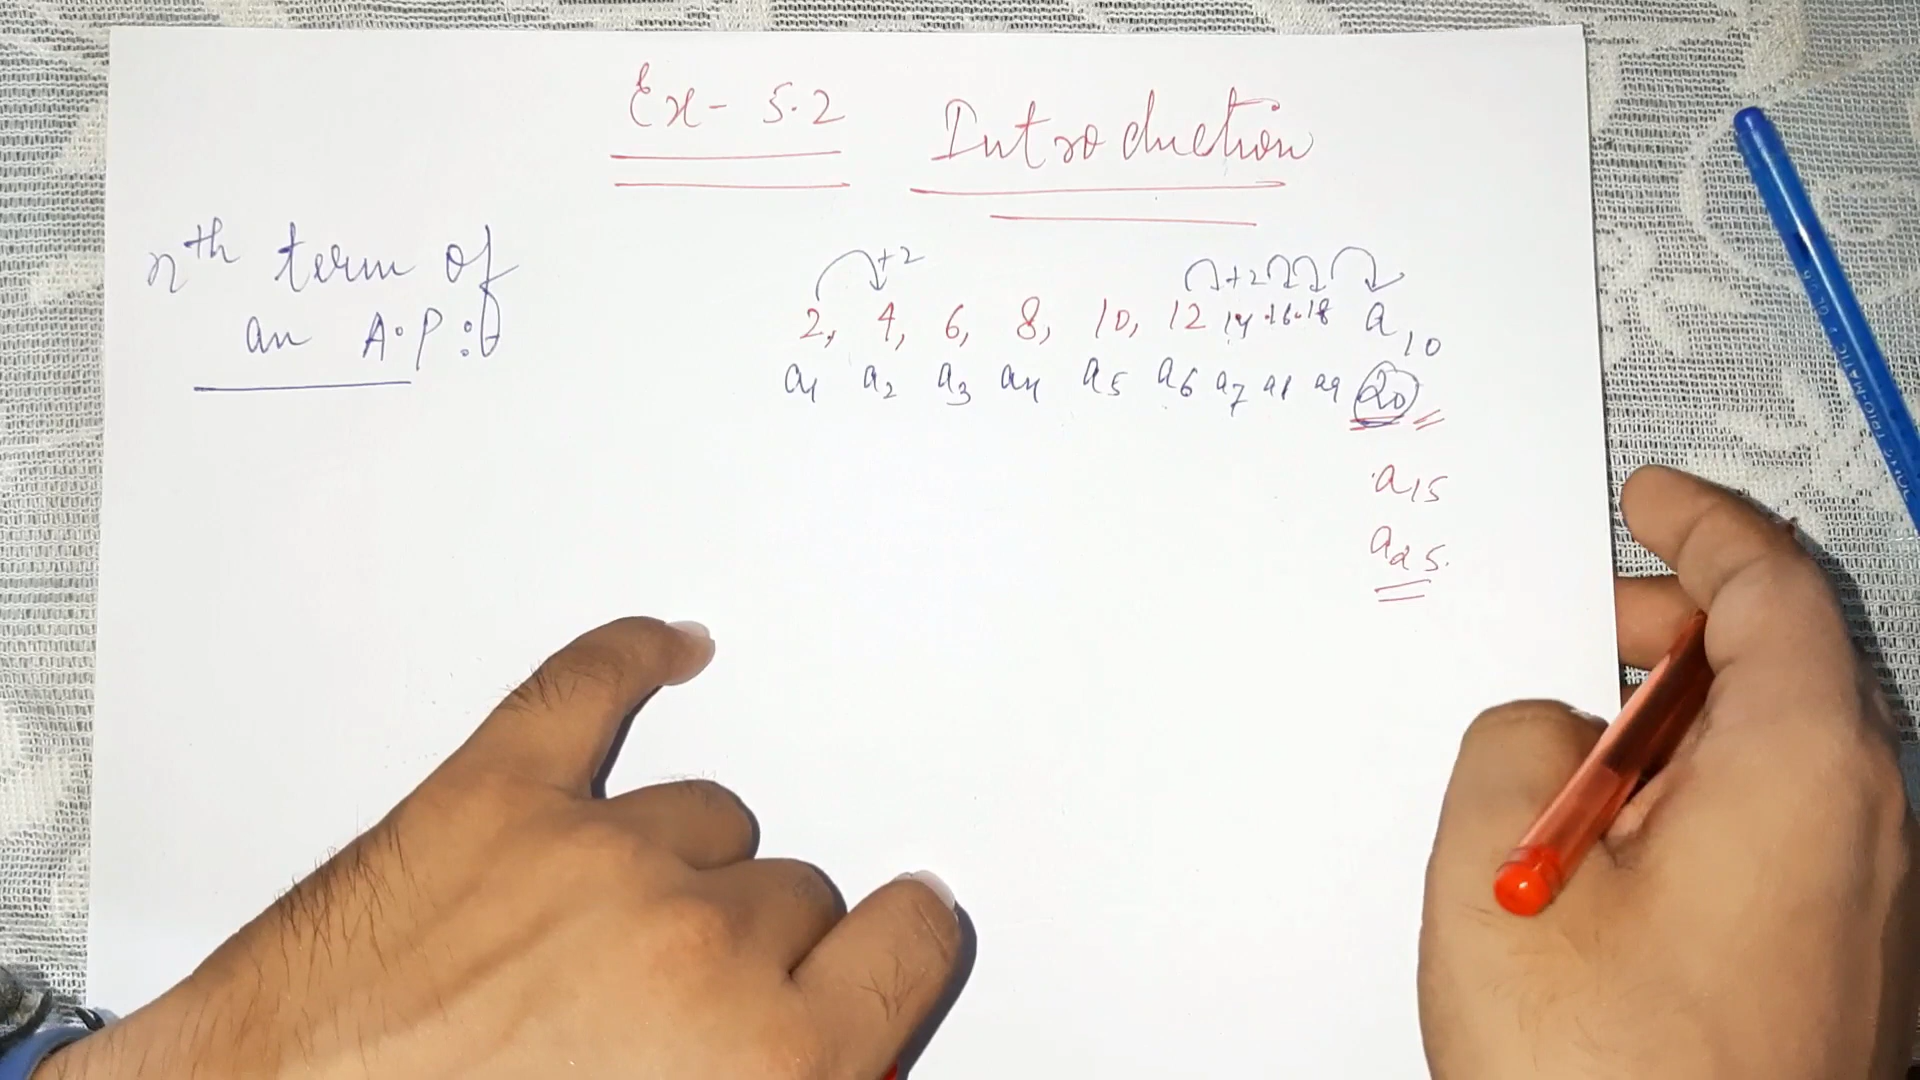 Ex- 5.2 Introduction
nth term of
an A.P :
+2 +2
2, 4, 6, 8, 10, 12 14 16 18 a10
a1 a2 a3 a4 a5 a6 a7 a8 a9 20
a15
a25.